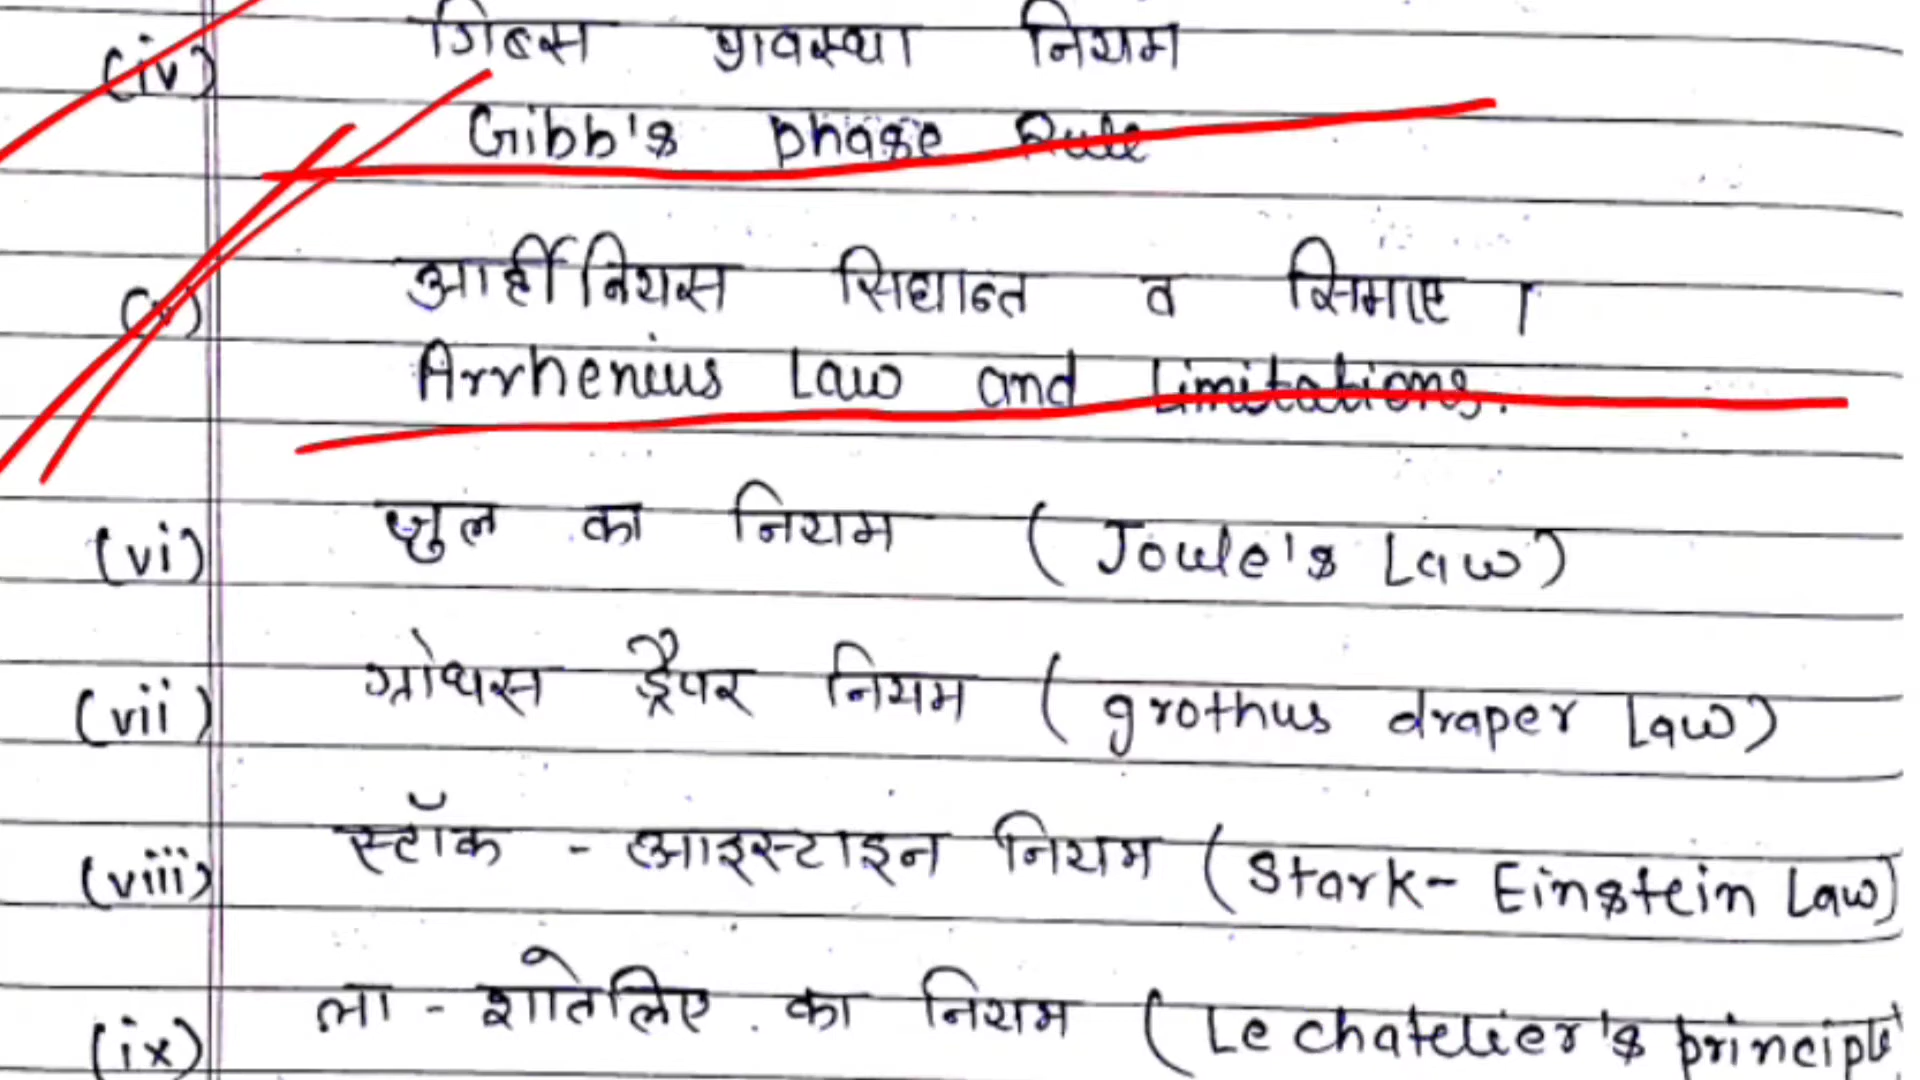 (iv) गिब्स प्रावस्था नियम
Gibb's phase Rule
(v) आर्हीनियस सिधान्त व सिमाए ।
Arrhenius Law and Limitations.
(vi) जुल का नियम ( Joule's Law)
(vii) ग्रोथस ड्रैपर नियम ( grothus draper Law)
(viii) स्टॉक - आइस्टाइन नियम ( Stark- Einstein Law)
(ix) ला - शातेलिए का नियम ( Le chatelier's principle